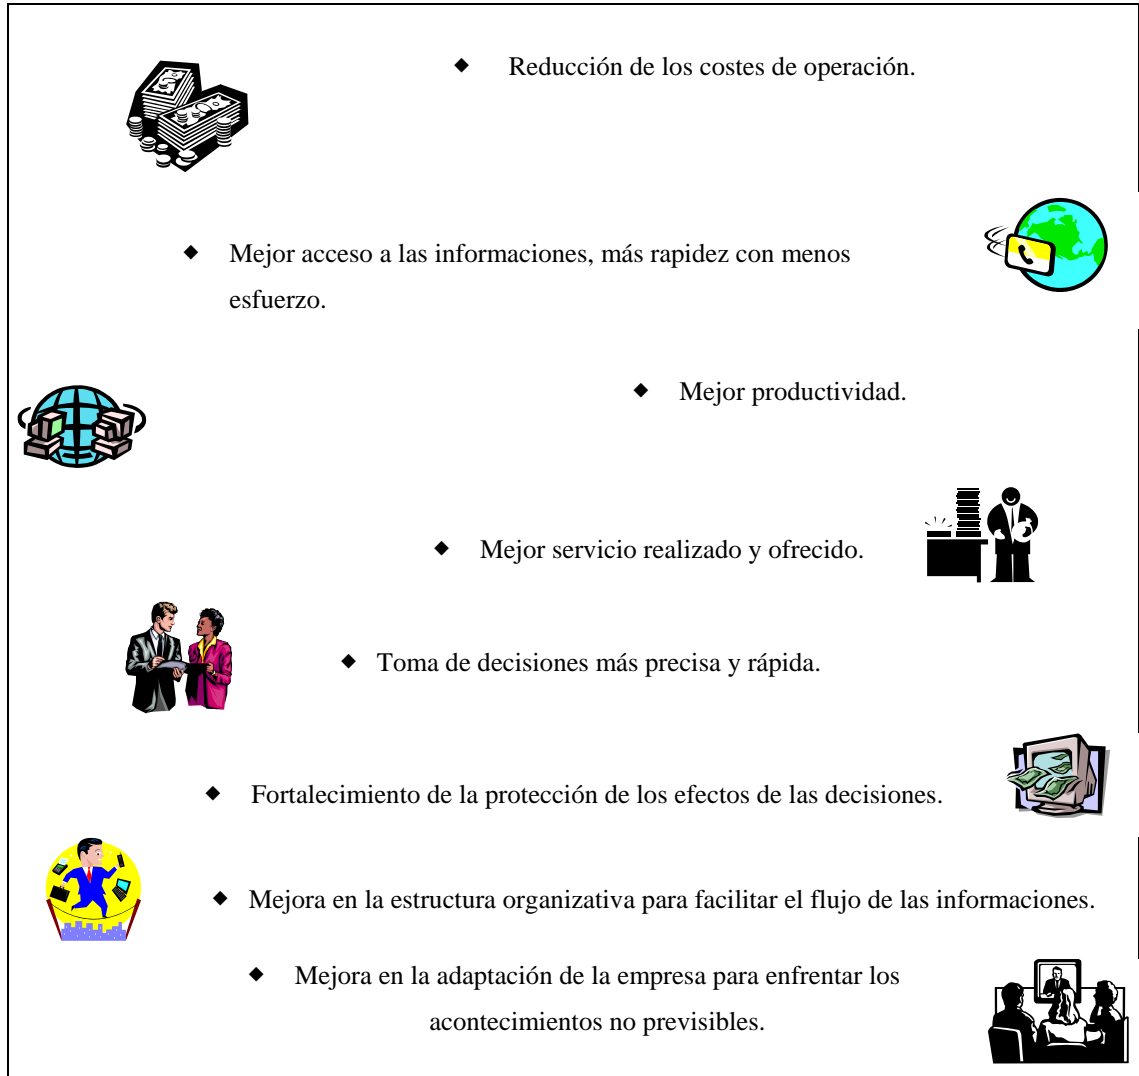 ◆ Reducción de los costes de operación.
◆ Mejor acceso a las informaciones, más rapidez con menos
esfuerzo.
◆ Mejor productividad.
◆ Mejor servicio realizado y ofrecido.
◆ Toma de decisiones más precisa y rápida.
◆ Fortalecimiento de la protección de los efectos de las decisiones.
◆ Mejora en la estructura organizativa para facilitar el flujo de las informaciones.
◆ Mejora en la adaptación de la empresa para enfrentar los
acontecimientos no previsibles.